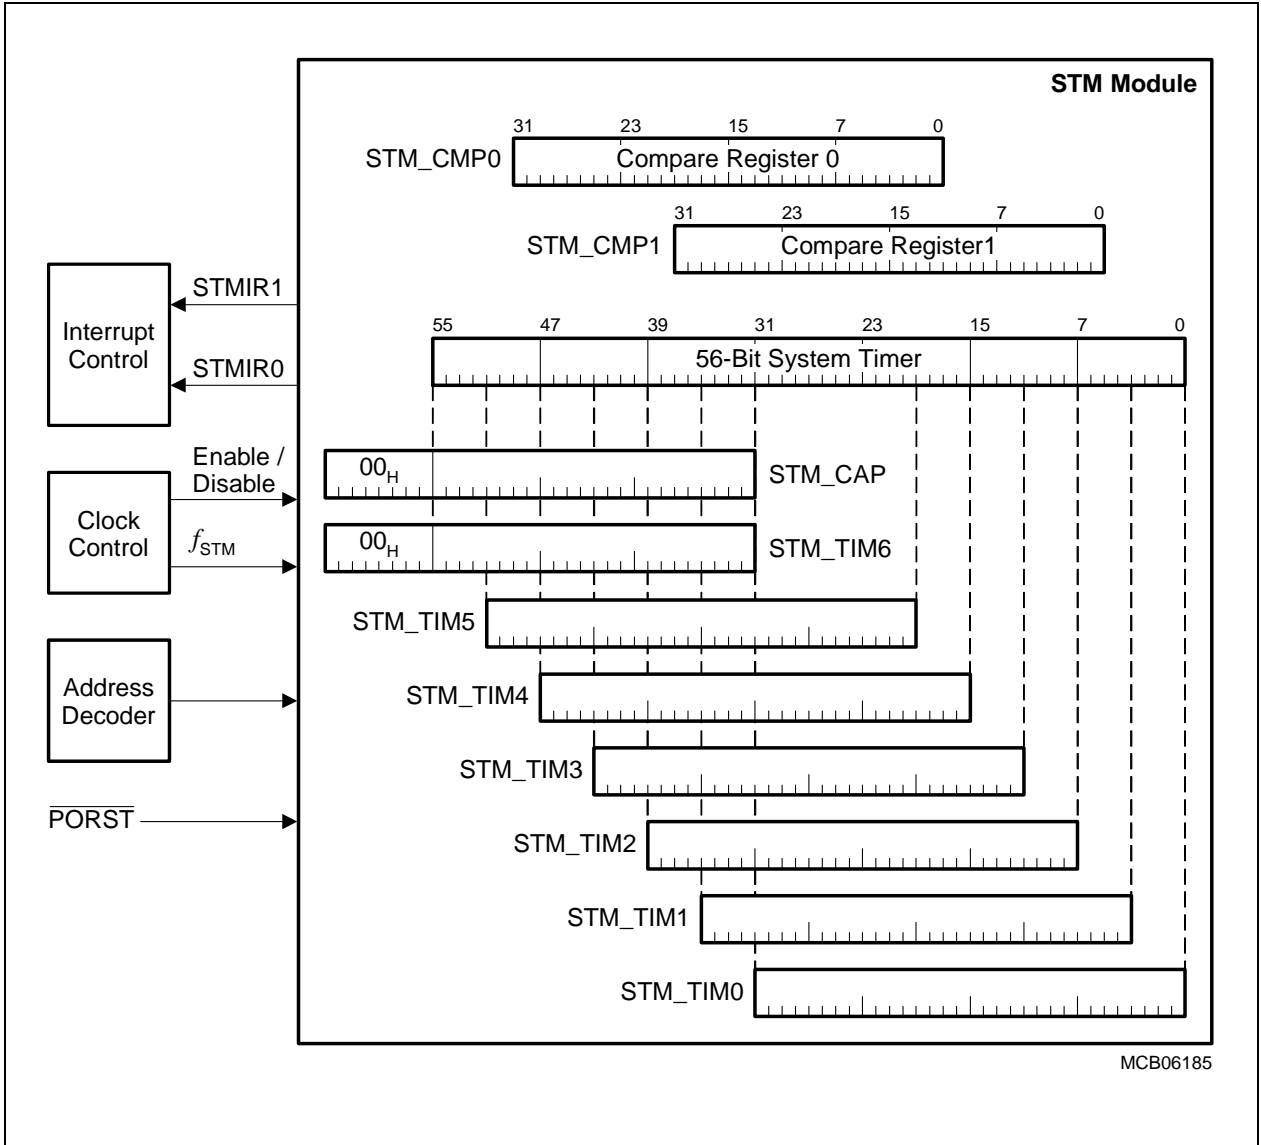 STM Module
31 23 15 7 0
STM_CMP0 Compare Register 0
31 23 15 7 0
STM_CMP1 Compare Register1
STMIR1
Interrupt
Control
STMIR0
55 47 39 31 23 15 7 0
56-Bit System Timer
Enable /
Disable
Clock
Control
fSTM
00H STM_CAP
00H STM_TIM6
STM_TIM5
Address
Decoder
STM_TIM4
STM_TIM3
PORST
STM_TIM2
STM_TIM1
STM_TIM0
MCB06185